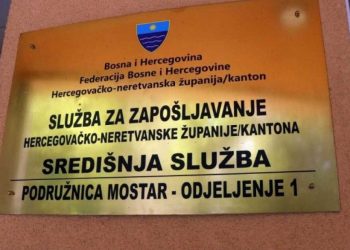 Bosna i Hercegovina
Federacija Bosne i Hercegovine
Hercegovačko-neretvanska županija/kanton
SLUŽBA ZA ZAPOŠLJAVANJE
HERCEGOVAČKO-NERETVANSKE ŽUPANIJE/KANTONA
SREDIŠNJA SLUŽBA
PODRUŽNICA MOSTAR - ODJELJENJE 1